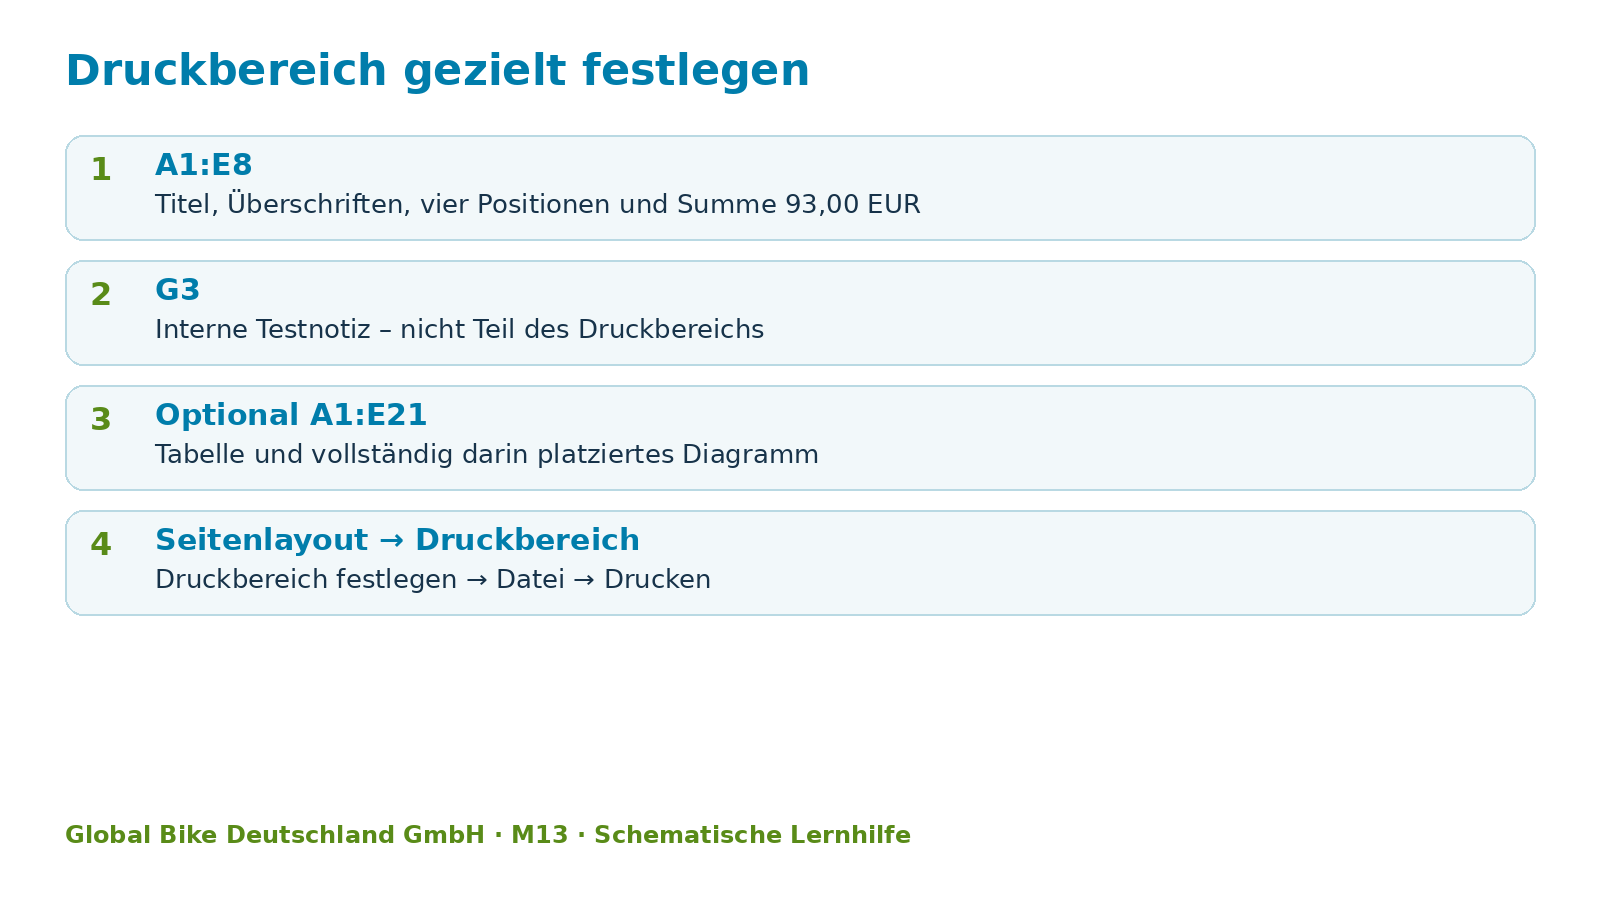 Druckbereich gezielt festlegen
1
A1:E8
Titel, Überschriften, vier Positionen und Summe 93,00 EUR
2
G3
Interne Testnotiz – nicht Teil des Druckbereichs
3
Optional A1:E21
Tabelle und vollständig darin platziertes Diagramm
4
Seitenlayout → Druckbereich
Druckbereich festlegen → Datei → Drucken
Global Bike Deutschland GmbH · M13 · Schematische Lernhilfe